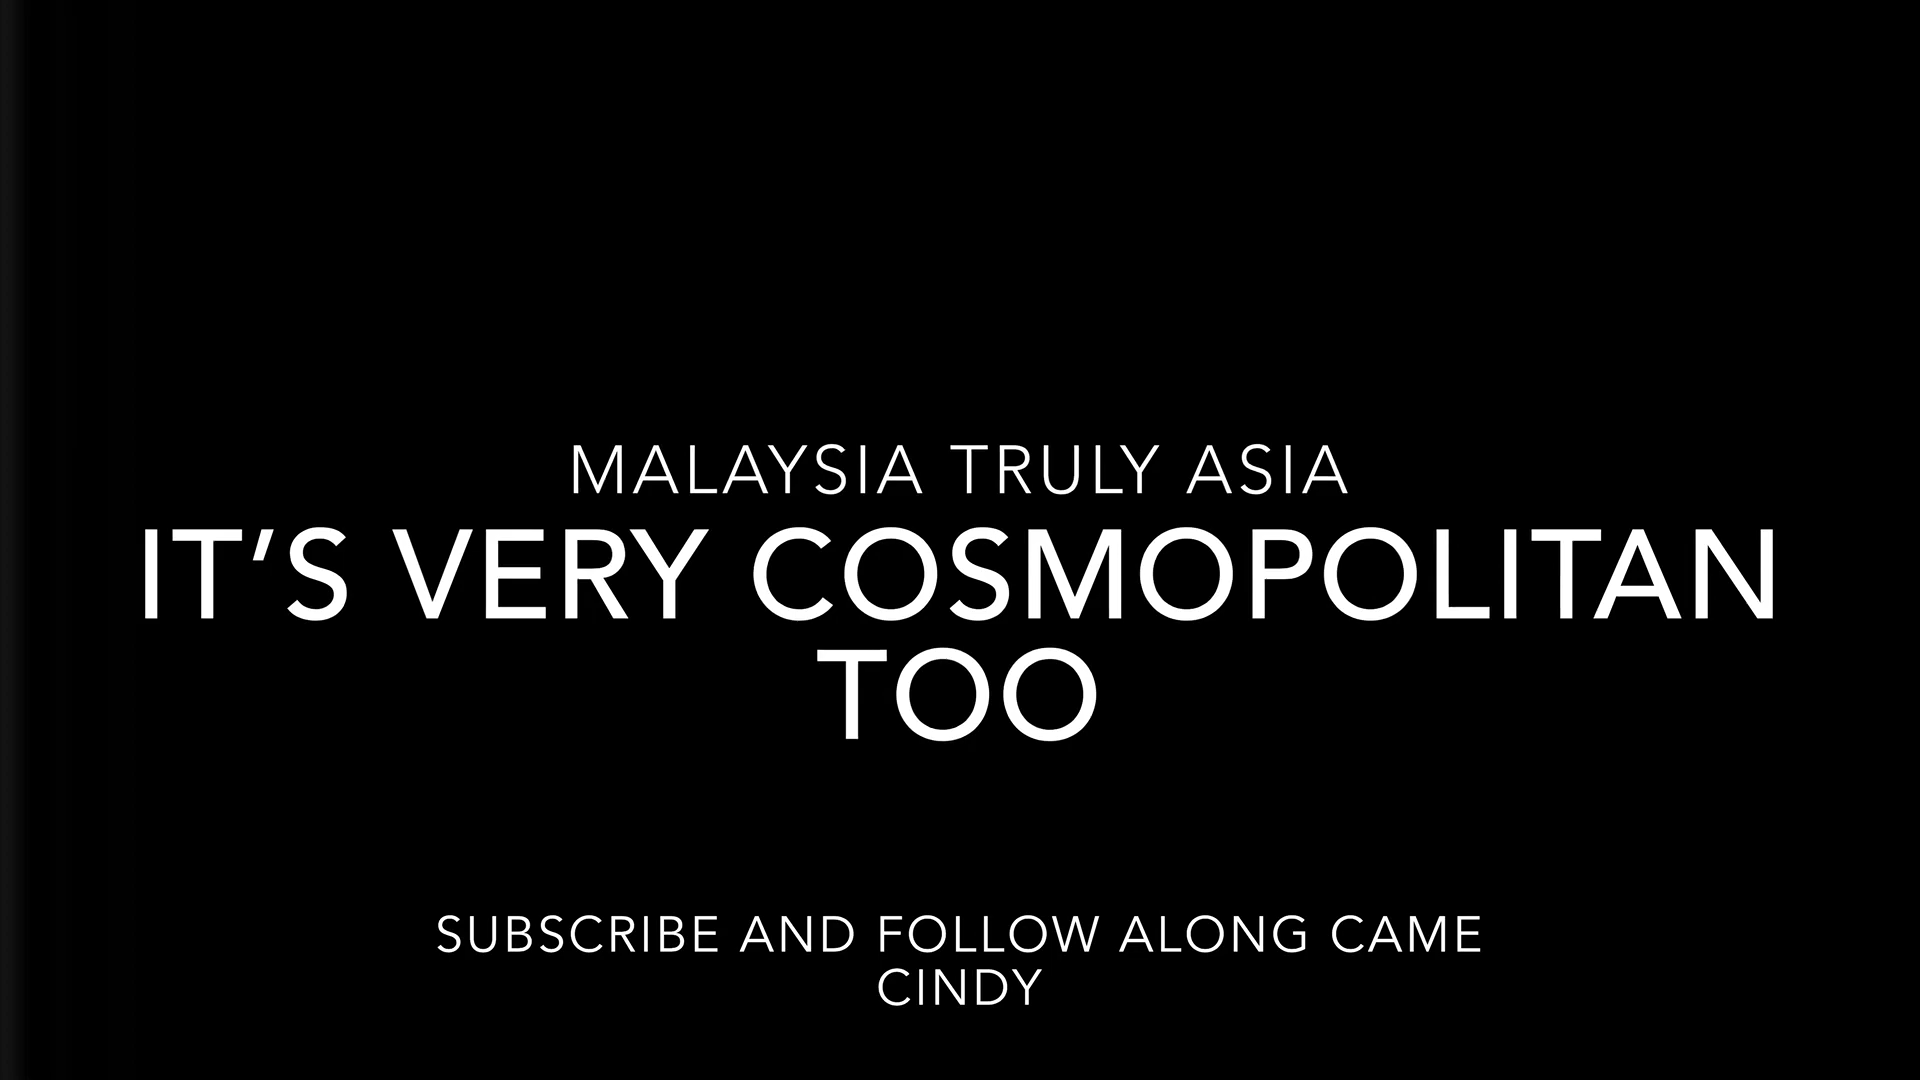 MALAYSIA TRULY ASIA
IT’S VERY COSMOPOLITAN
TOO
SUBSCRIBE AND FOLLOW ALONG CAME
CINDY